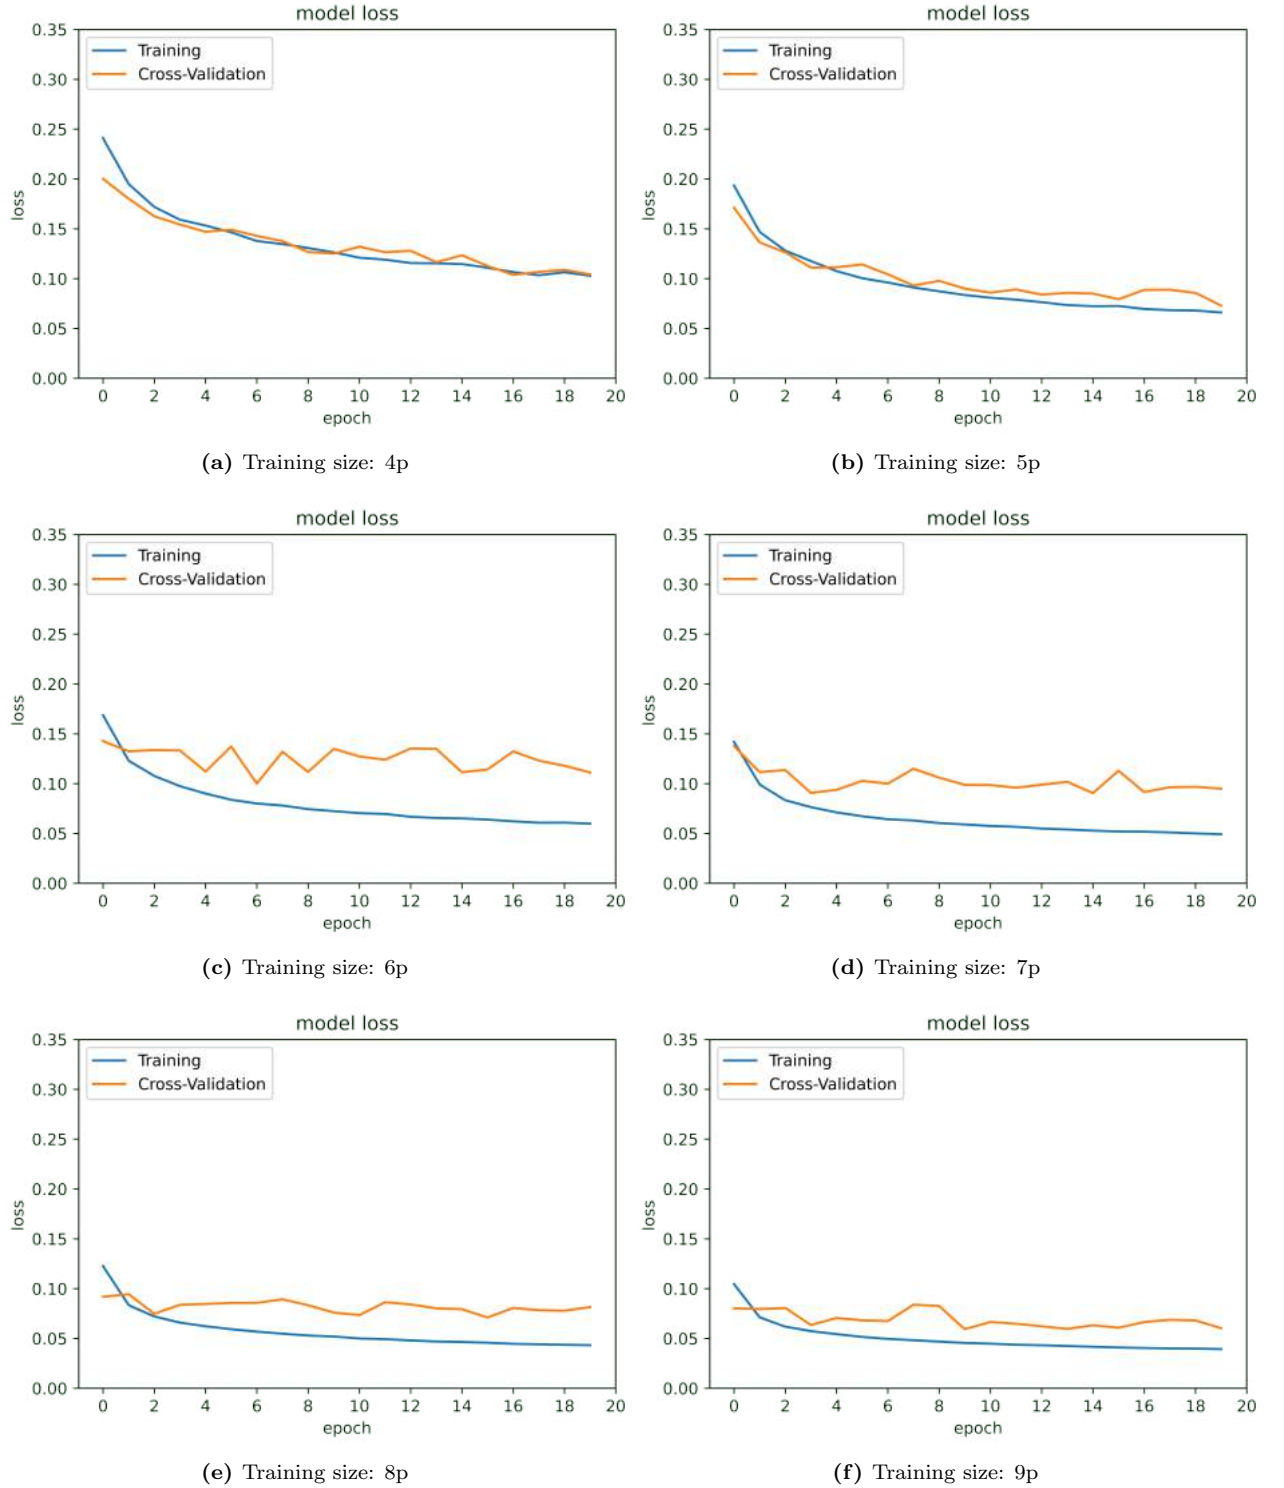 model loss
0.35
0.30
0.25
0.20
0.15
0.10
0.05
0.00
loss
Training
Cross-Validation
0 2 4 6 8 10 12 14 16 18 20
epoch
(a) Training size: 4p
model loss
0.35
0.30
0.25
0.20
0.15
0.10
0.05
0.00
loss
Training
Cross-Validation
0 2 4 6 8 10 12 14 16 18 20
epoch
(b) Training size: 5p
model loss
0.35
0.30
0.25
0.20
0.15
0.10
0.05
0.00
loss
Training
Cross-Validation
0 2 4 6 8 10 12 14 16 18 20
epoch
(c) Training size: 6p
model loss
0.35
0.30
0.25
0.20
0.15
0.10
0.05
0.00
loss
Training
Cross-Validation
0 2 4 6 8 10 12 14 16 18 20
epoch
(d) Training size: 7p
model loss
0.35
0.30
0.25
0.20
0.15
0.10
0.05
0.00
loss
Training
Cross-Validation
0 2 4 6 8 10 12 14 16 18 20
epoch
(e) Training size: 8p
model loss
0.35
0.30
0.25
0.20
0.15
0.10
0.05
0.00
loss
Training
Cross-Validation
0 2 4 6 8 10 12 14 16 18 20
epoch
(f) Training size: 9p